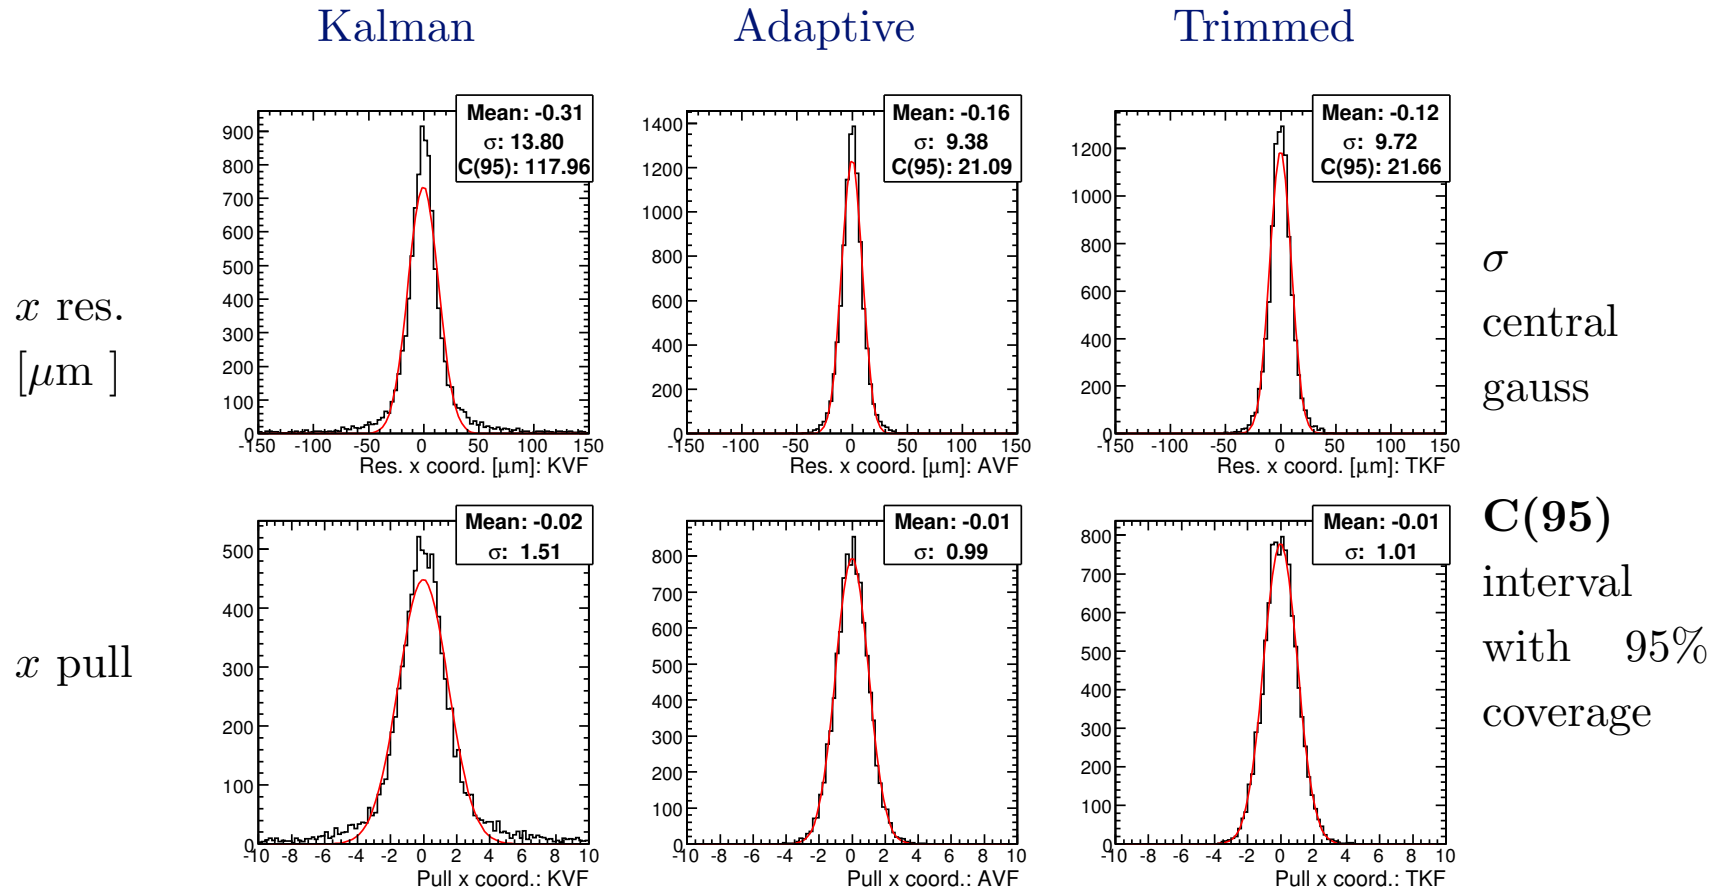 Kalman Adaptive Trimmed
x res.
[μm ]
Mean: -0.31
σ: 13.80
C(95): 117.96
900
800
700
600
500
400
300
200
100
0
-150 -100 -50 0 50 100 150
Res. x coord. [μm]: KVF
Mean: -0.16
σ: 9.38
C(95): 21.09
1400
1200
1000
800
600
400
200
0
-150 -100 -50 0 50 100 150
Res. x coord. [μm]: AVF
Mean: -0.12
σ: 9.72
C(95): 21.66
1200
1000
800
600
400
200
0
-150 -100 -50 0 50 100 150
Res. x coord. [μm]: TKF
σ
central
gauss
x pull
Mean: -0.02
σ: 1.51
500
400
300
200
100
0
-10 -8 -6 -4 -2 0 2 4 6 8 10
Pull x coord.: KVF
Mean: -0.01
σ: 0.99
800
700
600
500
400
300
200
100
0
-10 -8 -6 -4 -2 0 2 4 6 8 10
Pull x coord.: AVF
Mean: -0.01
σ: 1.01
800
700
600
500
400
300
200
100
0
-10 -8 -6 -4 -2 0 2 4 6 8 10
Pull x coord.: TKF
C(95)
interval
with 95%
coverage